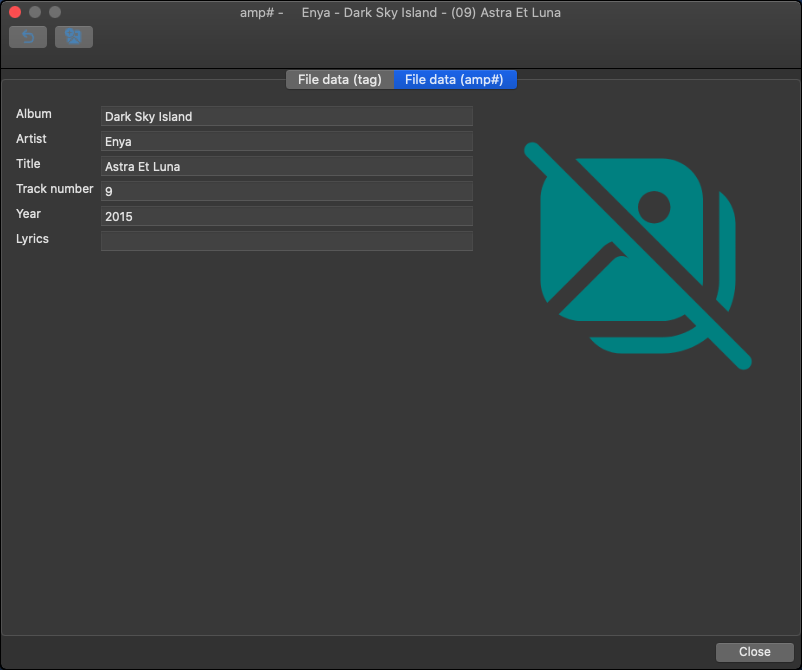 amp# - Enya - Dark Sky Island - (09) Astra Et Luna
File data (tag) File data (amp#)
Album Dark Sky Island
Artist Enya
Title Astra Et Luna
Track number 9
Year 2015
Lyrics
Close